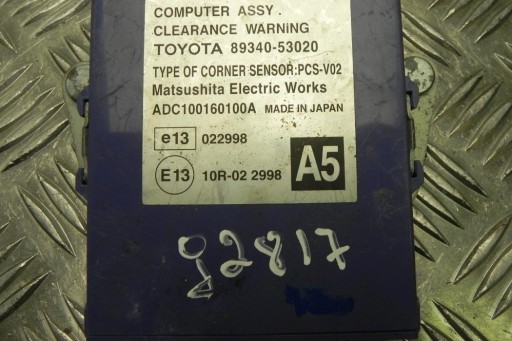 COMPUTER ASSY.
CLEARANCE WARNING
TOYOTA 89340-53020
TYPE OF CORNER SENSOR:PCS-V02
Matsushita Electric Works
ADC100160100A MADE IN JAPAN
e13 022998
E13 10R-02 2998 A5
92817